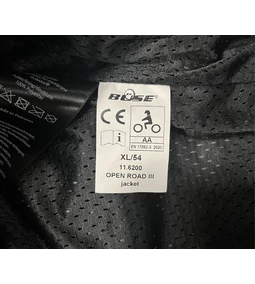 BÜSE
CE
i
AA
EN 17092-3: 2020
XL/54
11.6200
OPEN ROAD III
jacket